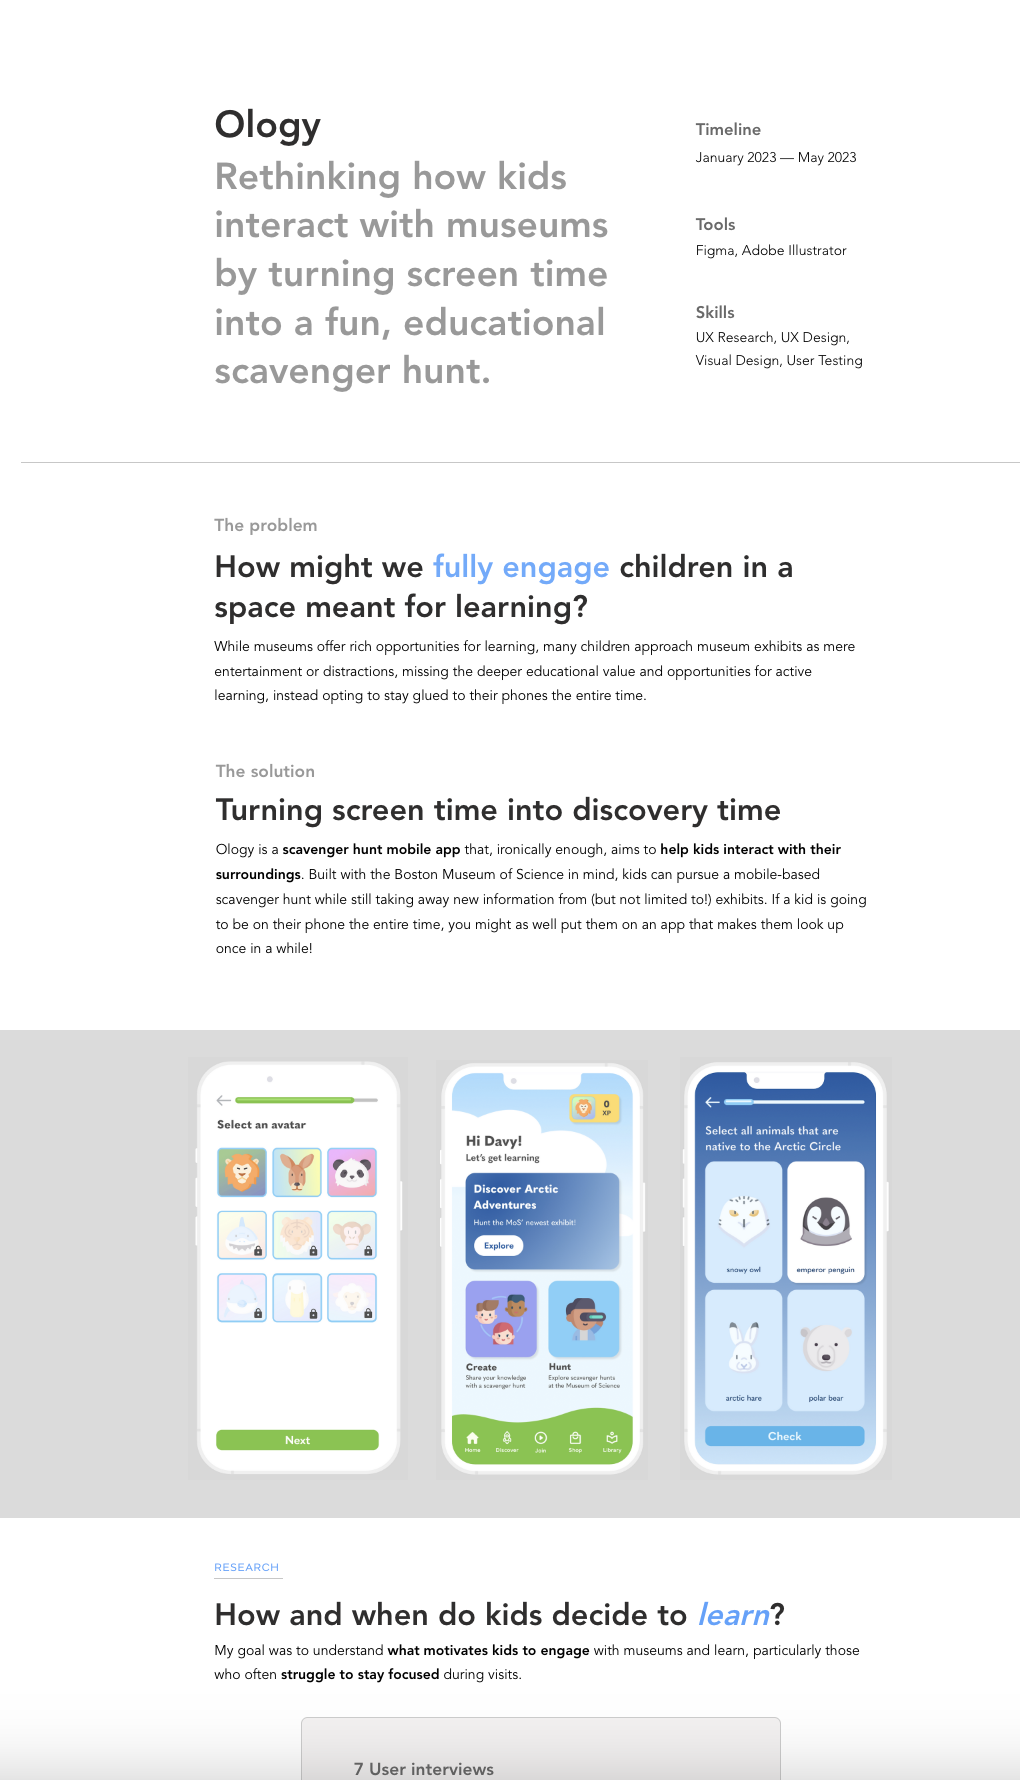 Ology
Rethinking how kids
interact with museums
by turning screen time
into a fun, educational
scavenger hunt.
Timeline
January 2023 — May 2023
Tools
Figma, Adobe Illustrator
Skills
UX Research, UX Design,
Visual Design, User Testing
The problem
How might we fully engage children in a
space meant for learning?
While museums offer rich opportunities for learning, many children approach museum exhibits as mere
entertainment or distractions, missing the deeper educational value and opportunities for active
learning, instead opting to stay glued to their phones the entire time.
The solution
Turning screen time into discovery time
Ology is a scavenger hunt mobile app that, ironically enough, aims to help kids interact with their
surroundings. Built with the Boston Museum of Science in mind, kids can pursue a mobile-based
scavenger hunt while still taking away new information from (but not limited to!) exhibits. If a kid is going
to be on their phone the entire time, you might as well put them on an app that makes them look up
once in a while!
Select an avatar
Next
0
XP
Hi Davy!
Let's get learning
Discover Arctic
Adventures
Hunt the MoS' newest exhibit!
Explore
Create
Share your knowledge
with a scavenger hunt
Hunt
Explore scavenger hunts
at the Museum of Science
Home
Discover
Join
Shop
Library
Select all animals that are
native to the Arctic Circle
snowy owl
emperor penguin
arctic hare
polar bear
Check
RESEARCH
How and when do kids decide to learn?
My goal was to understand what motivates kids to engage with museums and learn, particularly those
who often struggle to stay focused during visits.
7 User interviews